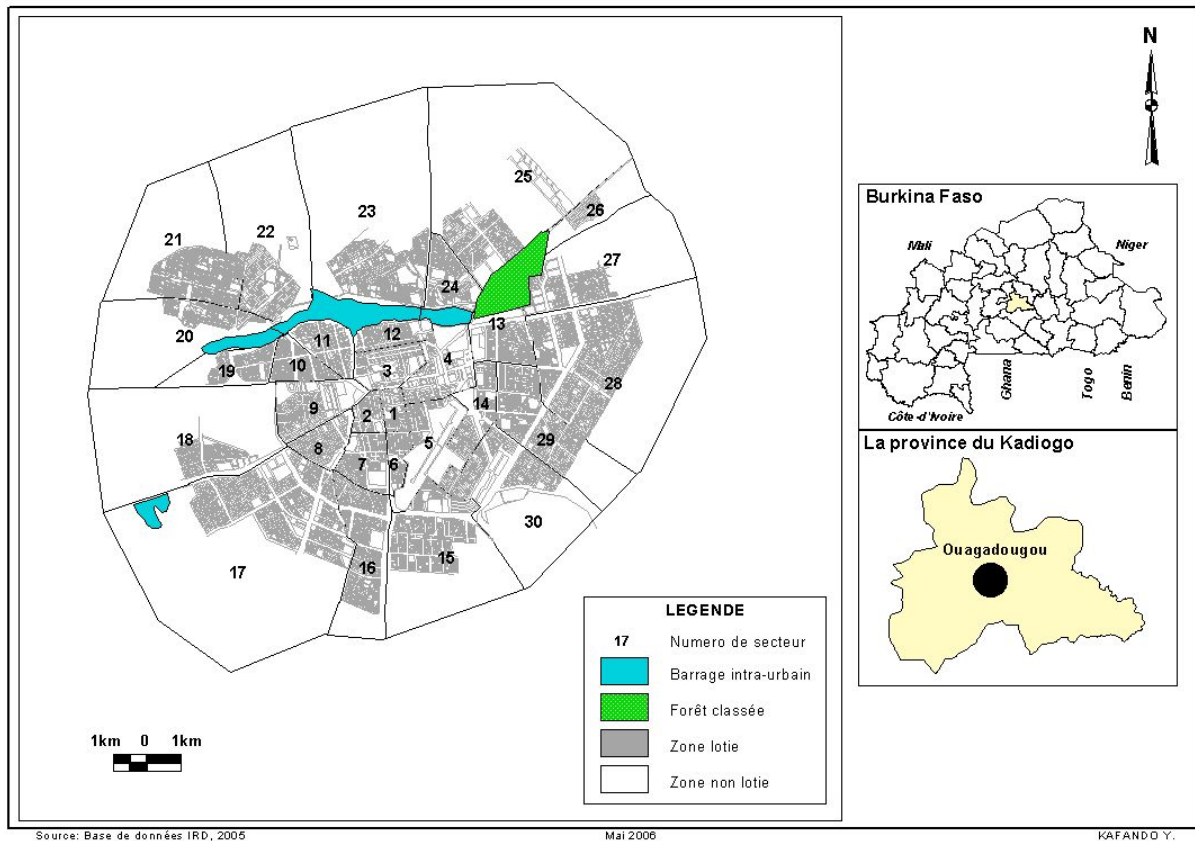 N
25
26
23
22
21
27
24
20
13
12
11
4
10
3
19
28
14
9
2
1
18
5
29
8
7
6
30
15
16
17
1km 0 1km
LEGENDE
17 Numero de secteur
Barrage intra-urbain
Forêt classée
Zone lotie
Zone non lotie
Burkina Faso
Mali
Niger
Ghana
Togo
Benin
Côte-d'Ivoire
La province du Kadiogo
Ouagadougou
Source: Base de données IRD, 2005
Mai 2006
KAFANDO Y.